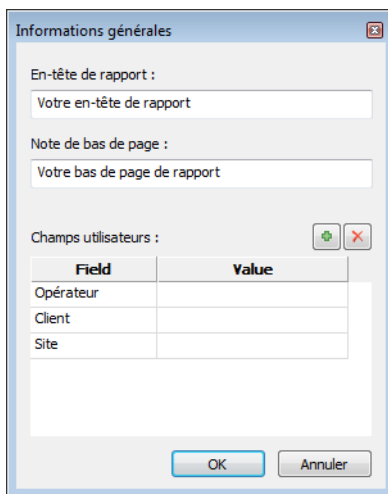 Informations générales
En-tête de rapport :
Votre en-tête de rapport
Note de bas de page :
Votre bas de page de rapport
Champs utilisateurs :
Field Value
Opérateur
Client
Site
OK Annuler